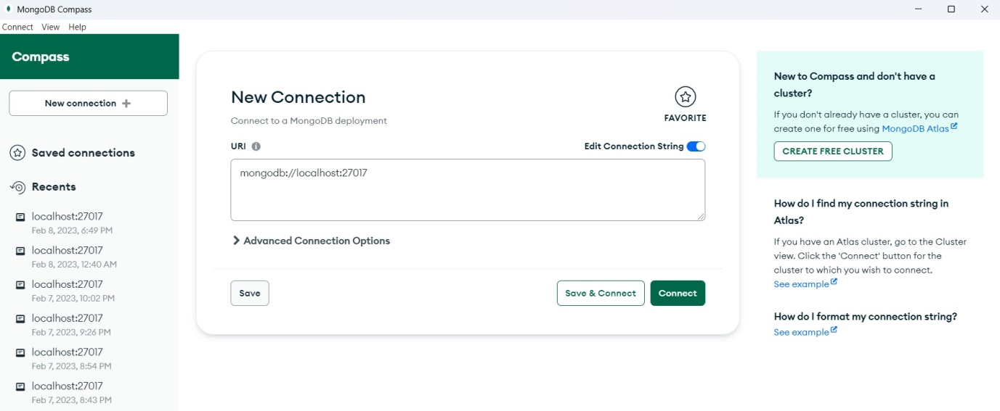 MongoDB Compass
Connect View Help
Compass
New connection
Saved connections
Recents
localhost:27017
Feb 8, 2023, 6:49 PM
localhost:27017
Feb 8, 2023, 12:40 AM
localhost:27017
Feb 7, 2023, 10:02 PM
localhost:27017
Feb 7, 2023, 9:26 PM
localhost:27017
Feb 7, 2023, 8:54 PM
localhost:27017
Feb 7, 2023, 8:43 PM
New Connection
Connect to a MongoDB deployment
FAVORITE
URI
Edit Connection String
mongodb://localhost:27017
Advanced Connection Options
Save
Save & Connect
Connect
New to Compass and don't have a
cluster?
If you don't already have a cluster, you can
create one for free using MongoDB Atlas
CREATE FREE CLUSTER
How do I find my connection string in
Atlas?
If you have an Atlas cluster, go to the Cluster
view. Click the 'Connect' button for the
cluster to which you wish to connect.
See example
How do I format my connection string?
See example